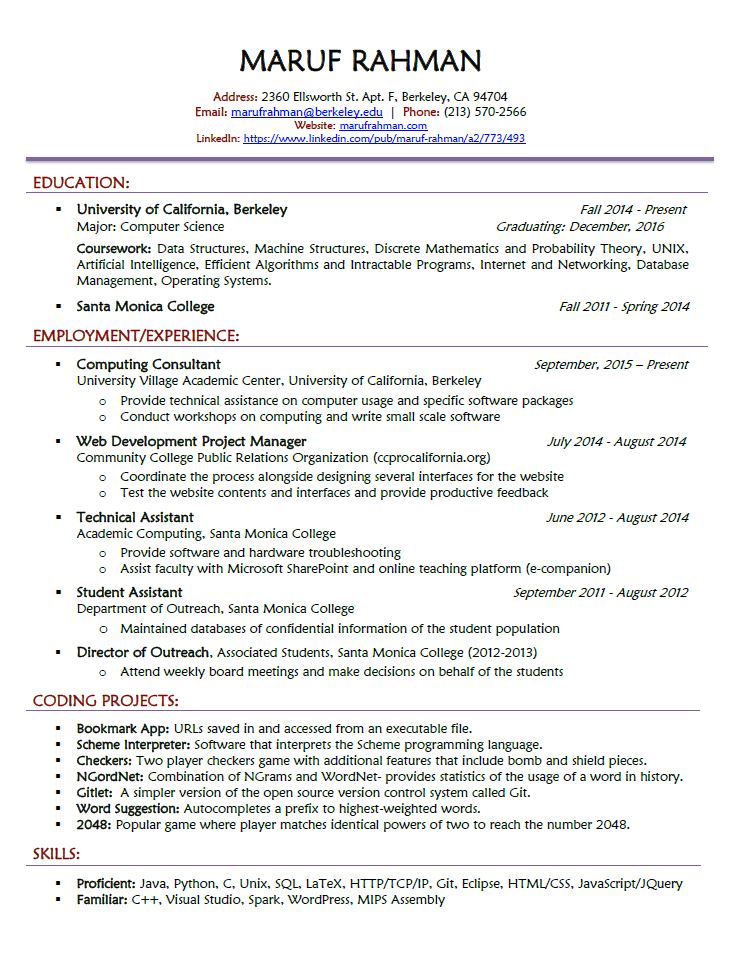 MARUF RAHMAN
Address: 2360 Ellsworth St. Apt. F, Berkeley, CA 94704
Email: marufrahman@berkeley.edu | Phone: (213) 570-2566
Website: marufrahman.com
LinkedIn: https://www.linkedin.com/pub/maruf-rahman/a2/773/493
EDUCATION:
▪ University of California, Berkeley Fall 2014 - Present
Major: Computer Science Graduating: December, 2016
Coursework: Data Structures, Machine Structures, Discrete Mathematics and Probability Theory, UNIX,
Artificial Intelligence, Efficient Algorithms and Intractable Programs, Internet and Networking, Database
Management, Operating Systems.
▪ Santa Monica College Fall 2011 - Spring 2014
EMPLOYMENT/EXPERIENCE:
▪ Computing Consultant September, 2015 – Present
University Village Academic Center, University of California, Berkeley
o Provide technical assistance on computer usage and specific software packages
o Conduct workshops on computing and write small scale software
▪ Web Development Project Manager July 2014 - August 2014
Community College Public Relations Organization (ccprocalifornia.org)
o Coordinate the process alongside designing several interfaces for the website
o Test the website contents and interfaces and provide productive feedback
▪ Technical Assistant June 2012 - August 2014
Academic Computing, Santa Monica College
o Provide software and hardware troubleshooting
o Assist faculty with Microsoft SharePoint and online teaching platform (e-companion)
▪ Student Assistant September 2011 - August 2012
Department of Outreach, Santa Monica College
o Maintained databases of confidential information of the student population
▪ Director of Outreach, Associated Students, Santa Monica College (2012-2013)
o Attend weekly board meetings and make decisions on behalf of the students
CODING PROJECTS:
▪ Bookmark App: URLs saved in and accessed from an executable file.
▪ Scheme Interpreter: Software that interprets the Scheme programming language.
▪ Checkers: Two player checkers game with additional features that include bomb and shield pieces.
▪ NGordNet: Combination of NGrams and WordNet- provides statistics of the usage of a word in history.
▪ Gitlet: A simpler version of the open source version control system called Git.
▪ Word Suggestion: Autocompletes a prefix to highest-weighted words.
▪ 2048: Popular game where player matches identical powers of two to reach the number 2048.
SKILLS:
▪ Proficient: Java, Python, C, Unix, SQL, LaTeX, HTTP/TCP/IP, Git, Eclipse, HTML/CSS, JavaScript/JQuery
▪ Familiar: C++, Visual Studio, Spark, WordPress, MIPS Assembly